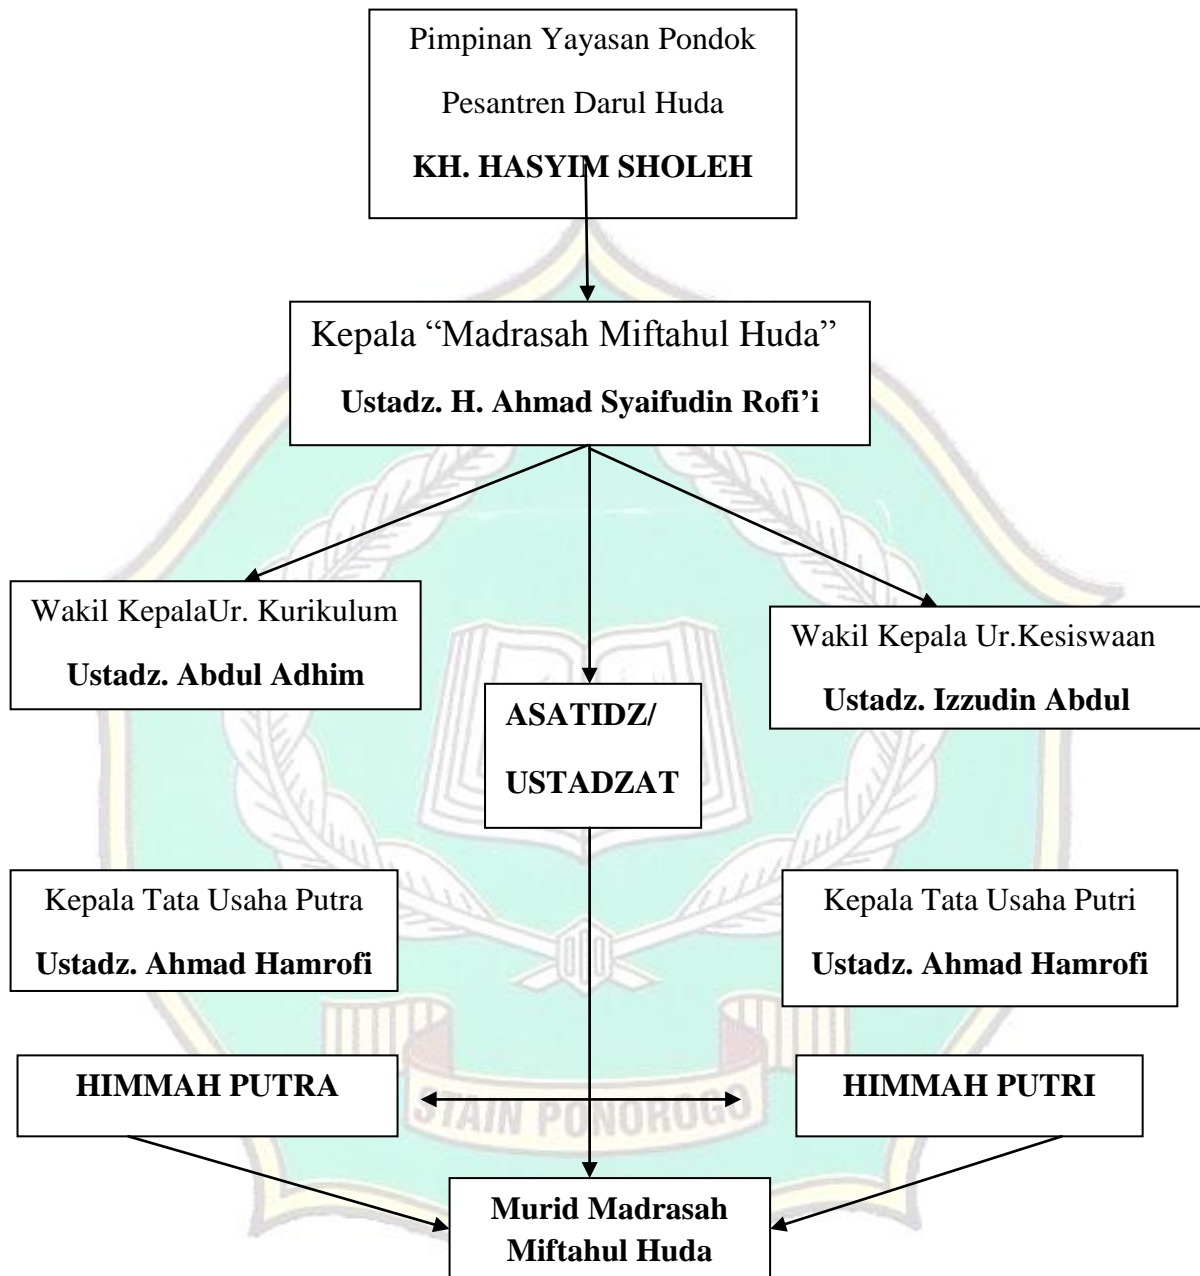 Pimpinan Yayasan Pondok
Pesantren Darul Huda
KH. HASYIM SHOLEH
Kepala “Madrasah Miftahul Huda”
Ustadz. H. Ahmad Syaifudin Rofi’i
Wakil KepalaUr. Kurikulum
Ustadz. Abdul Adhim
Wakil Kepala Ur.Kesiswaan
Ustadz. Izzudin Abdul
ASATIDZ/
USTADZAT
Kepala Tata Usaha Putra
Ustadz. Ahmad Hamrofi
Kepala Tata Usaha Putri
Ustadz. Ahmad Hamrofi
HIMMAH PUTRA
HIMMAH PUTRI
STAIN PONOROGO
Murid Madrasah
Miftahul Huda